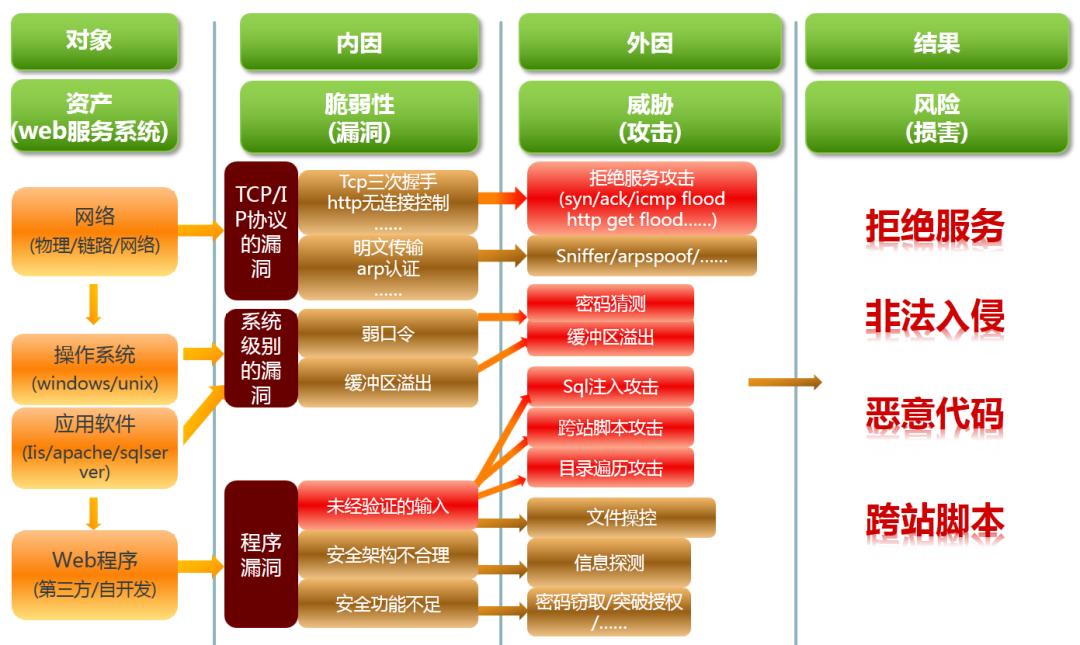 对象
内因
外因
结果
资产
(web服务系统)
脆弱性
(漏洞)
威胁
(攻击)
风险
(损害)
网络
(物理/链路/网络)
操作系统
(windows/unix)
应用软件
(Iis/apache/sqlser
ver)
Web程序
(第三方/自开发)
TCP/I
P协议
的漏
洞
Tcp三次握手
http无连接控制
……
明文传输
arp认证
……
系统
级别
的漏
洞
弱口令
缓冲区溢出
程序
漏洞
未经验证的输入
安全架构不合理
安全功能不足
拒绝服务攻击
(syn/ack/icmp flood
http get flood……)
Sniffer/arpspoof/……
密码猜测
缓冲区溢出
Sql注入攻击
跨站脚本攻击
目录遍历攻击
文件操控
信息探测
密码窃取/突破授权
/……
拒绝服务
非法入侵
恶意代码
跨站脚本